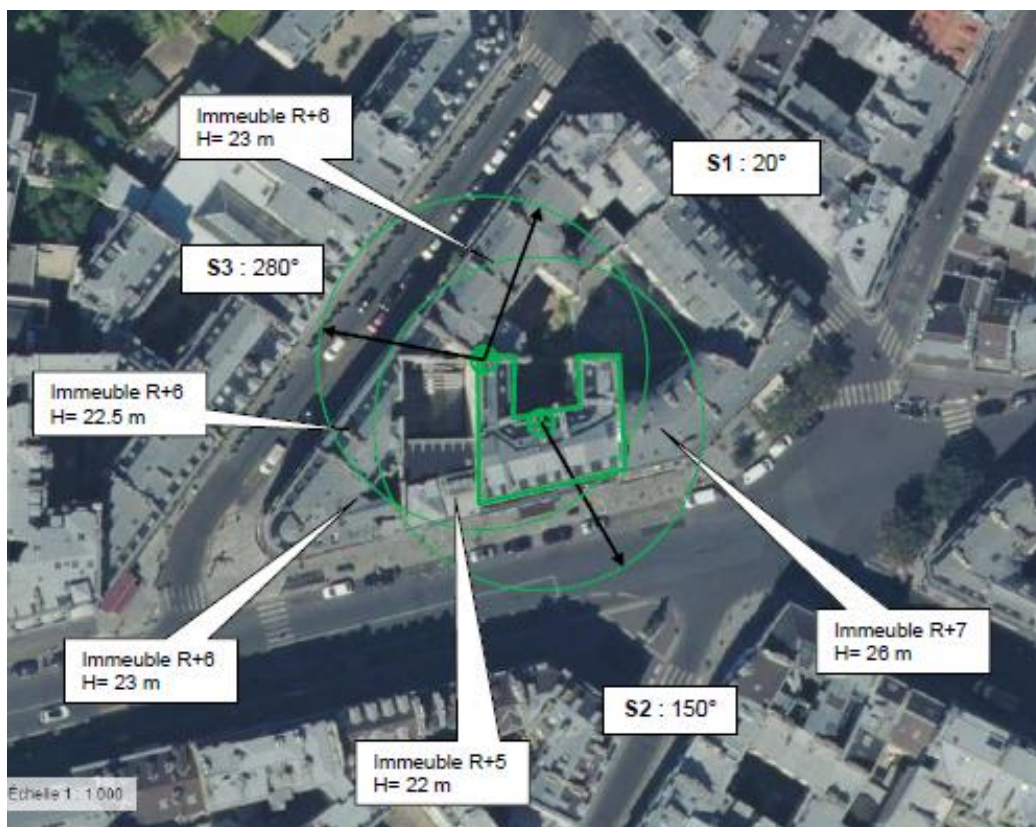 Immeuble R+6
H= 23 m
S1 : 20°
S3 : 280°
Immeuble R+6
H= 22.5 m
Immeuble R+6
H= 23 m
Immeuble R+7
H= 26 m
S2 : 150°
Immeuble R+5
H= 22 m
Echelle 1 : 1 000